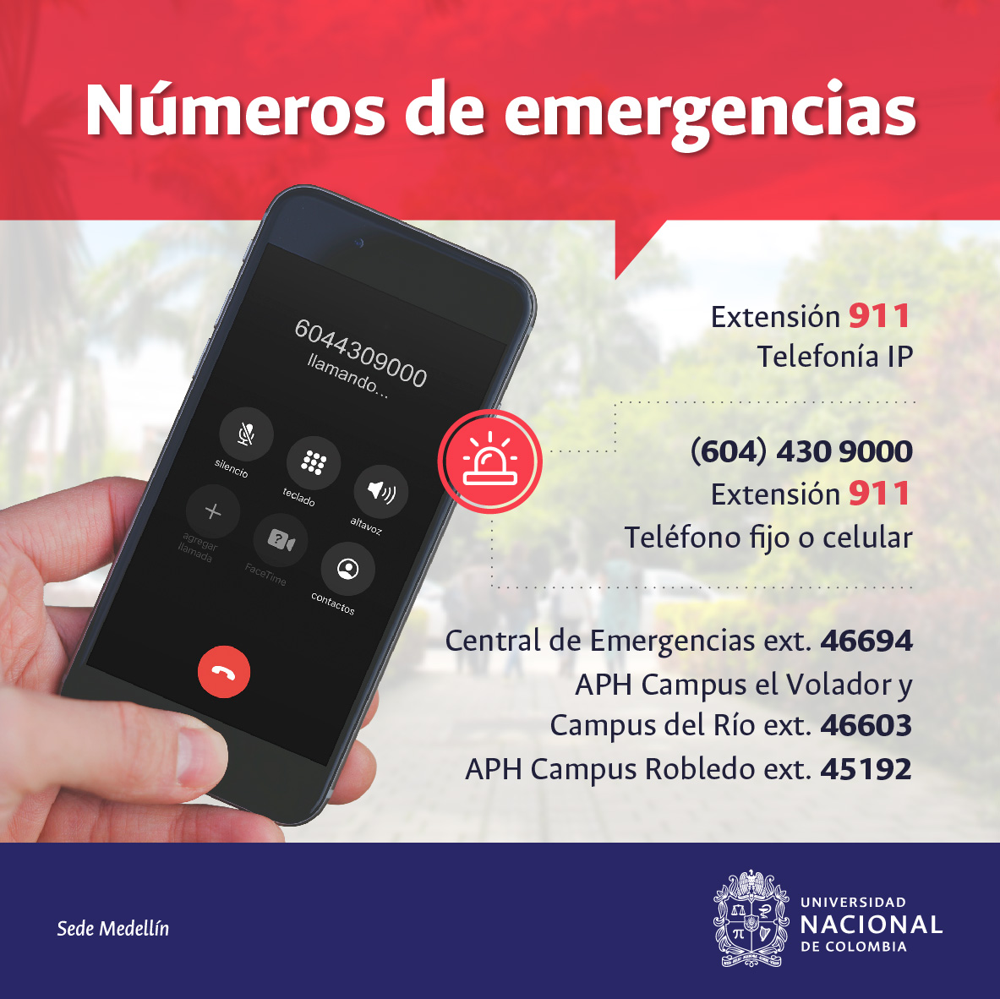 Números de emergencias
6044309000
llamando...
silencio
teclado
altavoz
agregar
llamada
FaceTime
contactos
Extensión 911
Telefonía IP
(604) 430 9000
Extensión 911
Teléfono fijo o celular
Central de Emergencias ext. 46694
APH Campus el Volador y
Campus del Río ext. 46603
APH Campus Robledo ext. 45192
Sede Medellín
UNIVERSIDAD
NACIONAL
DE COLOMBIA